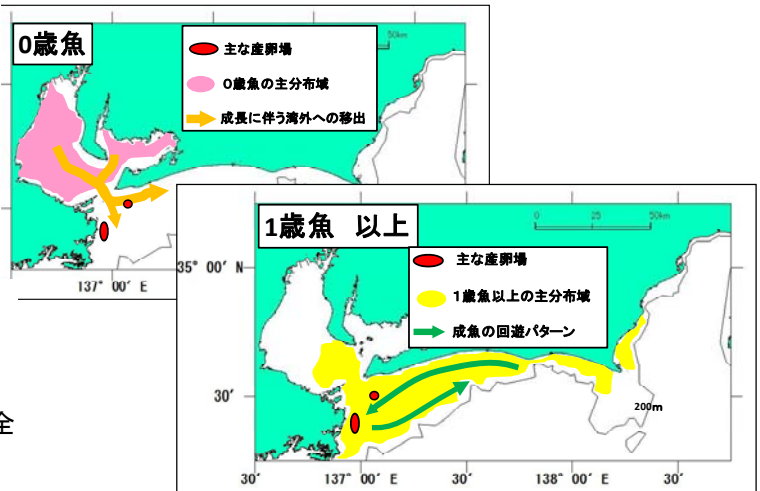 0歳魚
50km
主な産卵場
0歳魚の主分布域
成長に伴う湾外への移出
137° 00′ E
1歳魚 以上
0 25 50km
35° 00′ N
主な産卵場
1歳魚以上の主分布域
成魚の回遊パターン
30′
200m
全
30′ 137° 00′ E 30′ 138° 00′ E 30′